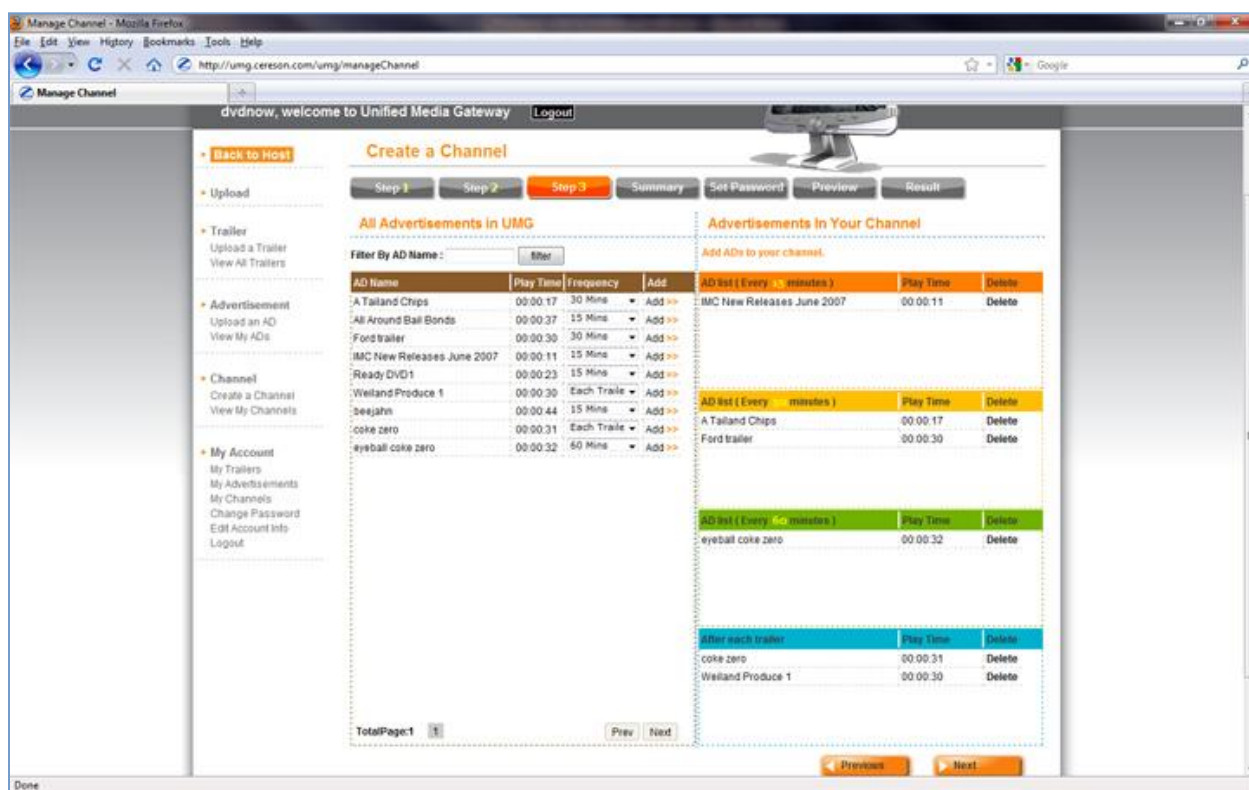 Manage Channel - Mozilla Firefox
File Edit View History Bookmarks Tools Help
http://umg.cereson.com/umg/manageChannel
Google
Manage Channel
dvdnow, welcome to Unified Media Gateway Logout
Back to Host
Upload
Trailer
Upload a Trailer
View All Trailers
Advertisement
Upload an AD
View My ADs
Channel
Create a Channel
View My Channels
My Account
My Trailers
My Advertisements
My Channels
Change Password
Edit Account Info
Logout
Create a Channel
Step 1 Step 2 Step 3 Summary Set Password Preview Result
All Advertisements in UMG
Filter By AD Name : filter
AD Name Play Time Frequency Add
A Tailand Chips 00:00:17 30 Mins Add >>
All Around Bail Bonds 00:00:37 15 Mins Add >>
Ford trailer 00:00:30 30 Mins Add >>
IMC New Releases June 2007 00:00:11 15 Mins Add >>
Ready DVD1 00:00:23 15 Mins Add >>
Weiland Produce 1 00:00:30 Each Traile Add >>
beejahn 00:00:44 15 Mins Add >>
coke zero 00:00:31 Each Traile Add >>
eyeball coke zero 00:00:32 60 Mins Add >>
TotalPage:1 1 Prev Next
Advertisements In Your Channel
Add ADs to your channel.
AD list ( Every 15 minutes ) Play Time Delete
IMC New Releases June 2007 00:00:11 Delete
AD list ( Every minutes ) Play Time Delete
A Tailand Chips 00:00:17 Delete
Ford trailer 00:00:30 Delete
AD list ( Every 60 minutes ) Play Time Delete
eyeball coke zero 00:00:32 Delete
After each trailer Play Time Delete
coke zero 00:00:31 Delete
Weiland Produce 1 00:00:30 Delete
Previous Next
Done